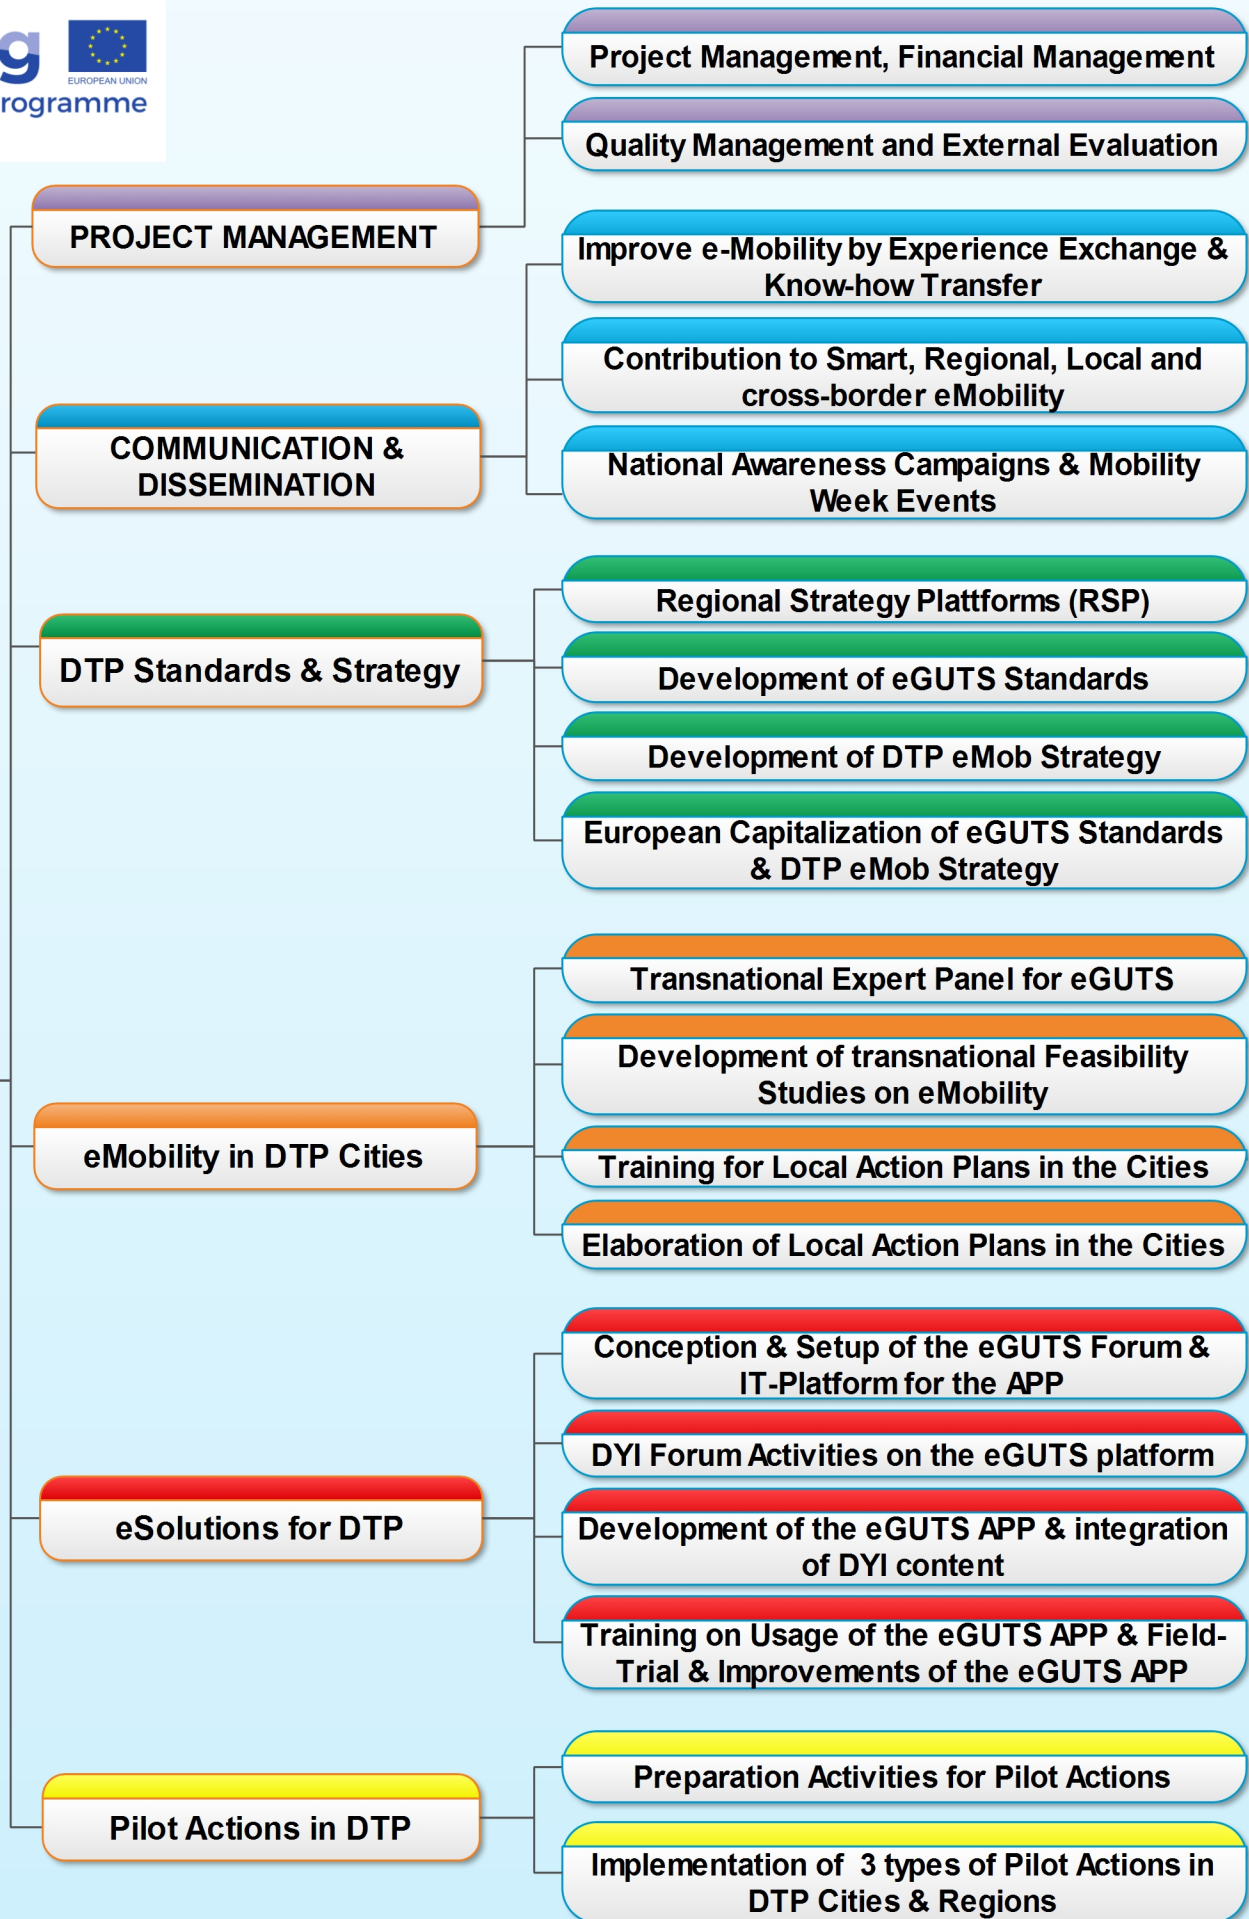 g
EUROPEAN UNION
rogramme
PROJECT MANAGEMENT
Project Management, Financial Management
Quality Management and External Evaluation
COMMUNICATION &
DISSEMINATION
Improve e-Mobility by Experience Exchange &
Know-how Transfer
Contribution to Smart, Regional, Local and
cross-border eMobility
National Awareness Campaigns & Mobility
Week Events
DTP Standards & Strategy
Regional Strategy Plattforms (RSP)
Development of eGUTS Standards
Development of DTP eMob Strategy
European Capitalization of eGUTS Standards
& DTP eMob Strategy
eMobility in DTP Cities
Transnational Expert Panel for eGUTS
Development of transnational Feasibility
Studies on eMobility
Training for Local Action Plans in the Cities
Elaboration of Local Action Plans in the Cities
eSolutions for DTP
Conception & Setup of the eGUTS Forum &
IT-Platform for the APP
DYI Forum Activities on the eGUTS platform
Development of the eGUTS APP & integration
of DYI content
Training on Usage of the eGUTS APP & Field-
Trial & Improvements of the eGUTS APP
Pilot Actions in DTP
Preparation Activities for Pilot Actions
Implementation of 3 types of Pilot Actions in
DTP Cities & Regions